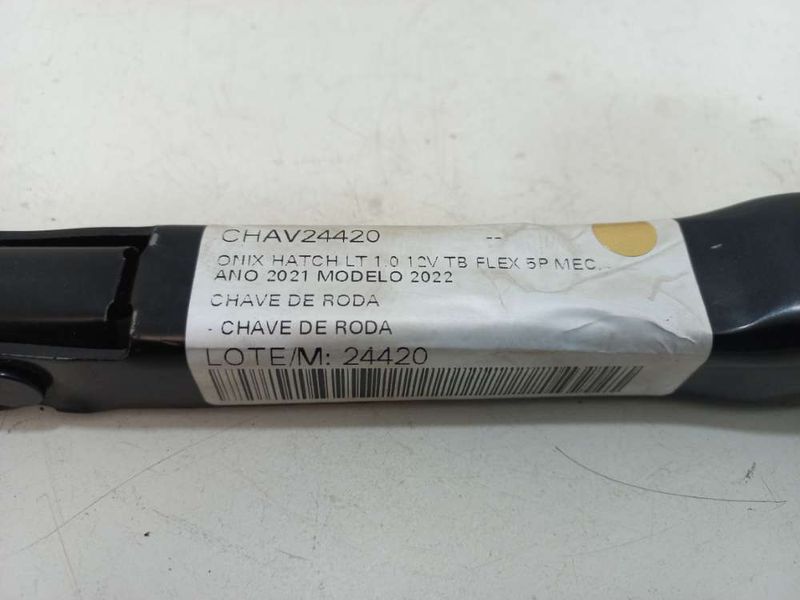 CHAV24420 --
ONIX HATCH LT 1.0 12V TB FLEX 5P MEC.
ANO 2021 MODELO 2022
CHAVE DE RODA
- CHAVE DE RODA
LOTE/M: 24420